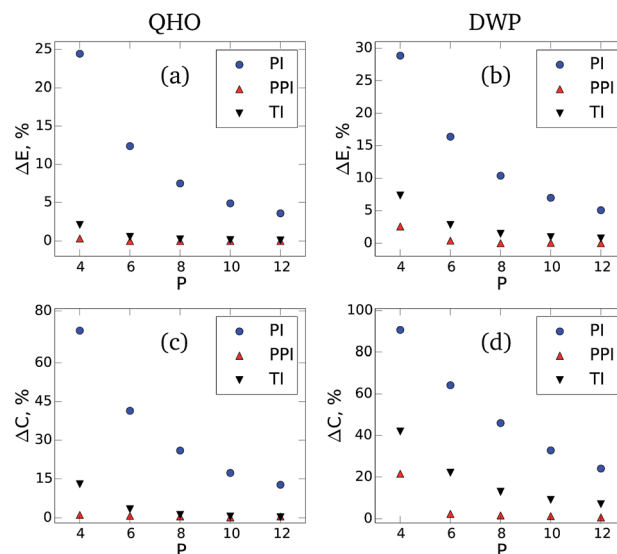 QHO
DWP
25
20
15
10
5
0
ΔE, %
(a)
PI
PPI
TI
4 6 8 10 12
P
30
25
20
15
10
5
0
ΔE, %
(b)
PI
PPI
TI
4 6 8 10 12
P
80
60
45
30
15
0
ΔC, %
(c)
PI
PPI
TI
4 6 8 10 12
P
100
80
60
40
20
0
ΔC, %
(d)
PI
PPI
TI
4 6 8 10 12
P